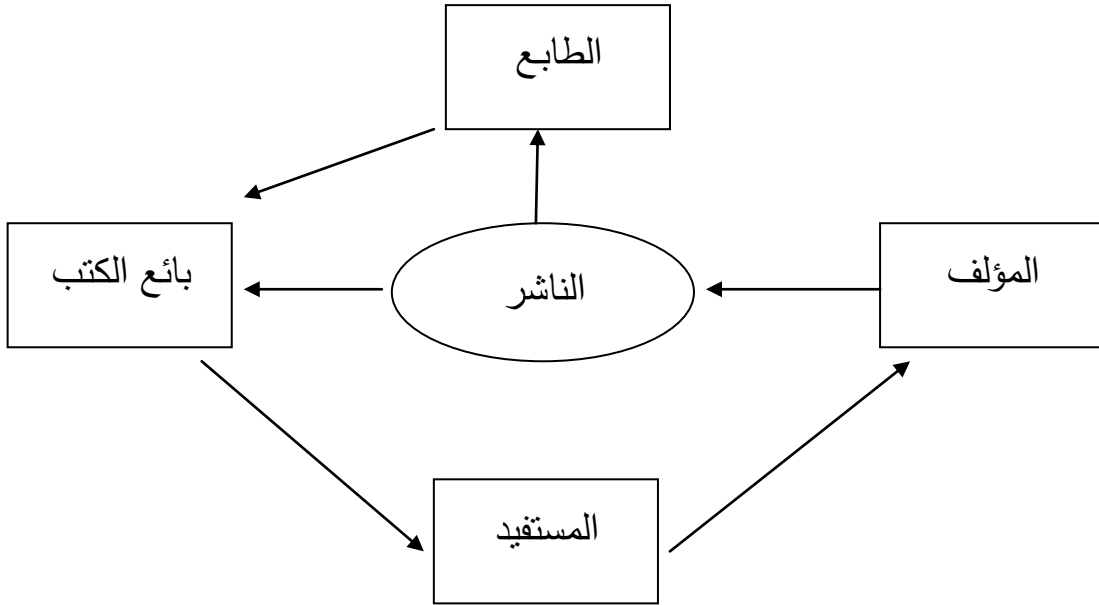 الطابع
المؤلف
الناشر
بائع الكتب
المستفيد